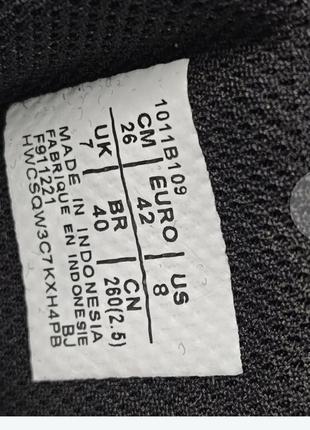 1011B109
CM | EURO | US
26 | 42 | 8
UK | BR | CN
7 | 40 | 260(2.5)
MADE IN INDONESIA
FABRIQUE EN INDONESIE
F911221 BJ
HWCSQW3C7KXH4PB